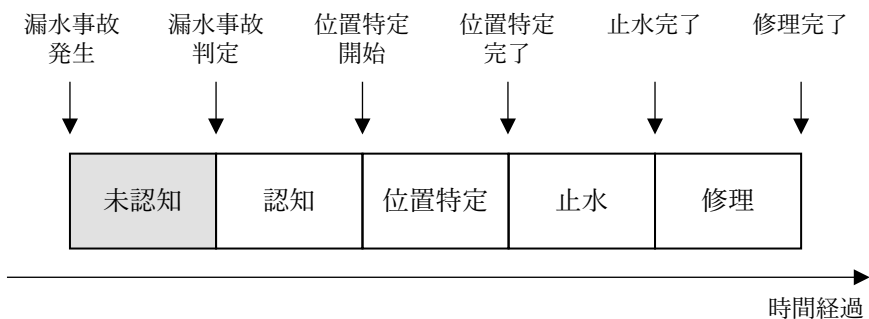 漏水事故
発生
漏水事故
判定
位置特定
開始
位置特定
完了
止水完了
修理完了
未認知
認知
位置特定
止水
修理
時間経過